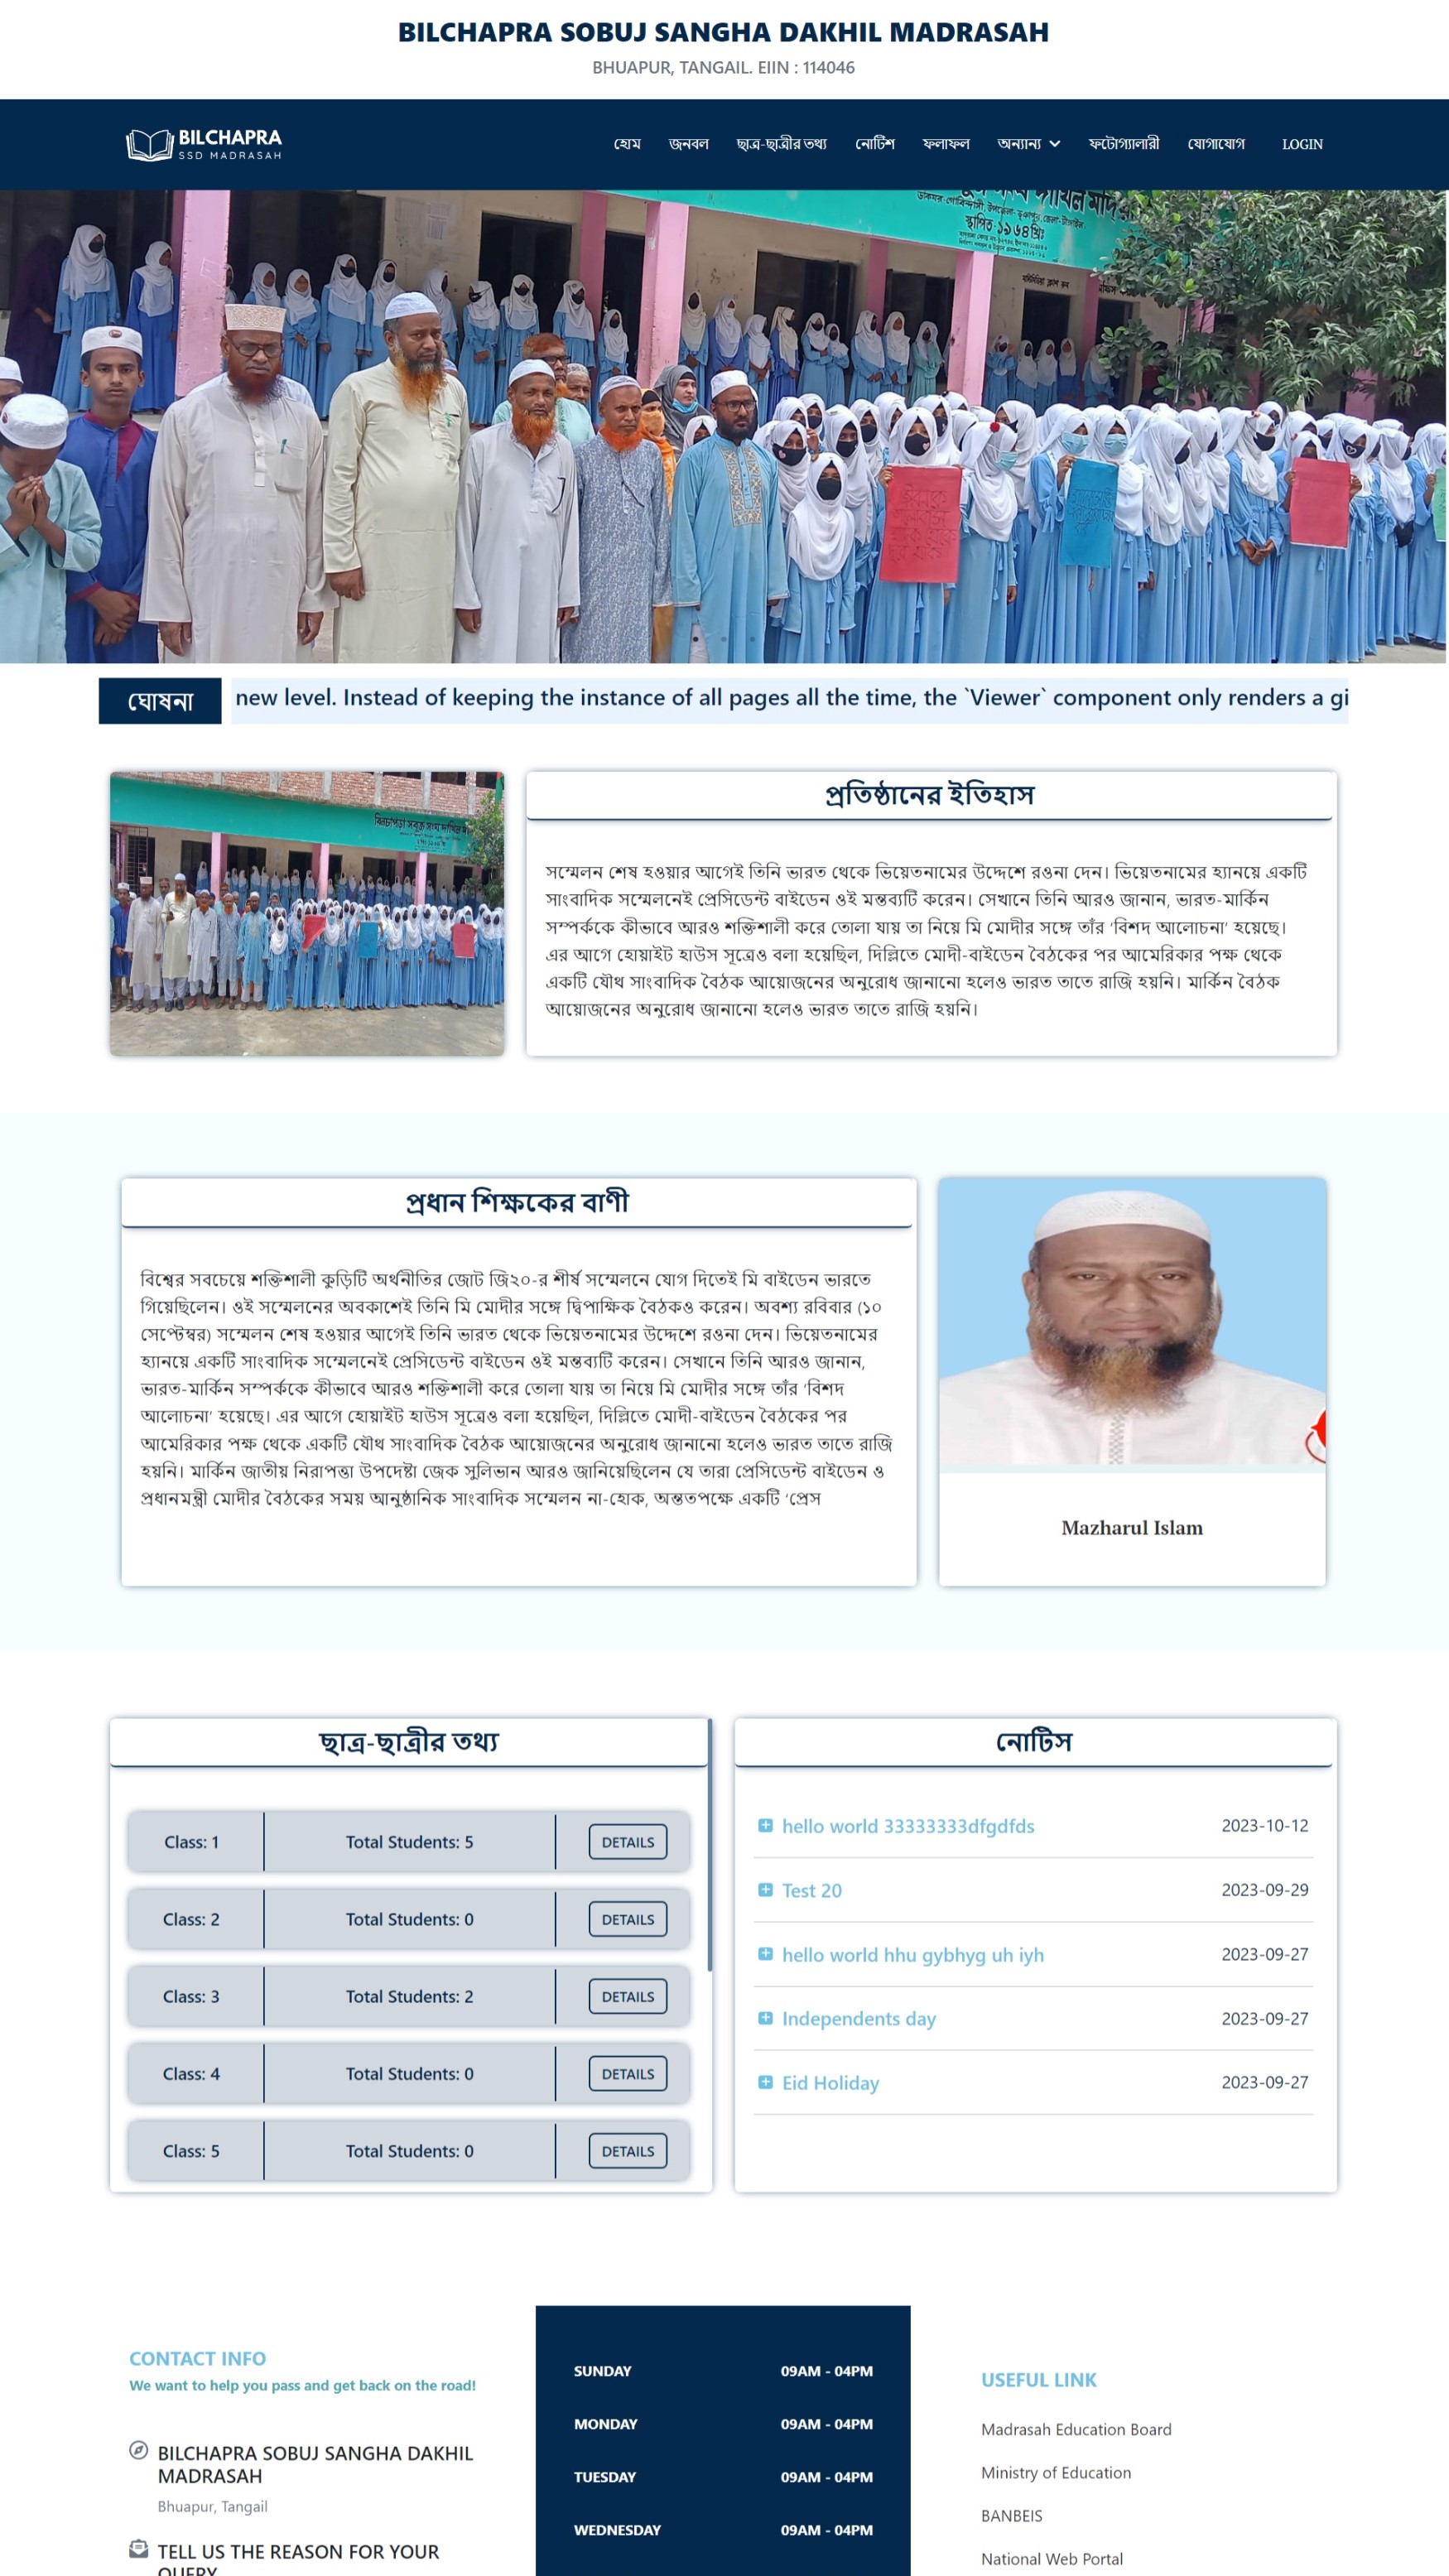 BILCHAPRA SOBUJ SANGHA DAKHIL MADRASAH
BHUAPUR, TANGAIL. EIIN : 114046
BILCHAPRA
SSD MADRASAH
হোম জনবল ছাত্র-ছাত্রীর তথ্য নোটিশ ফলাফল অন্যান্য ফটোগ্যালারী যোগাযোগ LOGIN
স্থাপিত-১৯৬৪খ্রিঃ
ঘোষনা
new level. Instead of keeping the instance of all pages all the time, the `Viewer` component only renders a gi
প্রতিষ্ঠানের ইতিহাস
সম্মেলন শেষ হওয়ার আগেই তিনি ভারত থেকে ভিয়েতনামের উদ্দেশে রওনা দেন। ভিয়েতনামের হ্যানয়ে একটি
সাংবাদিক সম্মেলনেই প্রেসিডেন্ট বাইডেন ওই মন্তব্যটি করেন। সেখানে তিনি আরও জানান, ভারত-মার্কিন
সম্পর্ককে কীভাবে আরও শক্তিশালী করে তোলা যায় তা নিয়ে মি মোদীর সঙ্গে তাঁর ‘বিশদ আলোচনা’ হয়েছে।
এর আগে হোয়াইট হাউস সূত্রেও বলা হয়েছিল, দিল্লিতে মোদী-বাইডেন বৈঠকের পর আমেরিকার পক্ষ থেকে
একটি যৌথ সাংবাদিক বৈঠক আয়োজনের অনুরোধ জানানো হলেও ভারত তাতে রাজি হয়নি। মার্কিন বৈঠক
আয়োজনের অনুরোধ জানানো হলেও ভারত তাতে রাজি হয়নি।
প্রধান শিক্ষকের বাণী
বিশ্বের সবচেয়ে শক্তিশালী কুড়িটি অর্থনীতির জোট জি২০-র শীর্ষ সম্মেলনে যোগ দিতেই মি বাইডেন ভারতে
গিয়েছিলেন। ওই সম্মেলনের অবকাশেই তিনি মি মোদীর সঙ্গে দ্বিপাক্ষিক বৈঠকও করেন। অবশ্য রবিবার (১০
সেপ্টেম্বর) সম্মেলন শেষ হওয়ার আগেই তিনি ভারত থেকে ভিয়েতনামের উদ্দেশে রওনা দেন। ভিয়েতনামের
হ্যানয়ে একটি সাংবাদিক সম্মেলনেই প্রেসিডেন্ট বাইডেন ওই মন্তব্যটি করেন। সেখানে তিনি আরও জানান,
ভারত-মার্কিন সম্পর্ককে কীভাবে আরও শক্তিশালী করে তোলা যায় তা নিয়ে মি মোদীর সঙ্গে তাঁর ‘বিশদ
আলোচনা’ হয়েছে। এর আগে হোয়াইট হাউস সূত্রেও বলা হয়েছিল, দিল্লিতে মোদী-বাইডেন বৈঠকের পর
আমেরিকার পক্ষ থেকে একটি যৌথ সাংবাদিক বৈঠক আয়োজনের অনুরোধ জানানো হলেও ভারত তাতে রাজি
হয়নি। মার্কিন জাতীয় নিরাপত্তা উপদেষ্টা জেক সুলিভান আরও জানিয়েছিলেন যে তারা প্রেসিডেন্ট বাইডেন ও
প্রধানমন্ত্রী মোদীর বৈঠকের সময় আনুষ্ঠানিক সাংবাদিক সম্মেলন না-হোক, অন্ততপক্ষে একটি ‘প্রেস
Mazharul Islam
ছাত্র-ছাত্রীর তথ্য
Class: 1 Total Students: 5 DETAILS
Class: 2 Total Students: 0 DETAILS
Class: 3 Total Students: 2 DETAILS
Class: 4 Total Students: 0 DETAILS
Class: 5 Total Students: 0 DETAILS
নোটিস
hello world 33333333dfgdfds 2023-10-12
Test 20 2023-09-29
hello world hhu gybhyg uh iyh 2023-09-27
Independents day 2023-09-27
Eid Holiday 2023-09-27
CONTACT INFO
We want to help you pass and get back on the road!
BILCHAPRA SOBUJ SANGHA DAKHIL
MADRASAH
Bhuapur, Tangail
TELL US THE REASON FOR YOUR
QUERY
SUNDAY 09AM - 04PM
MONDAY 09AM - 04PM
TUESDAY 09AM - 04PM
WEDNESDAY 09AM - 04PM
USEFUL LINK
Madrasah Education Board
Ministry of Education
BANBEIS
National Web Portal